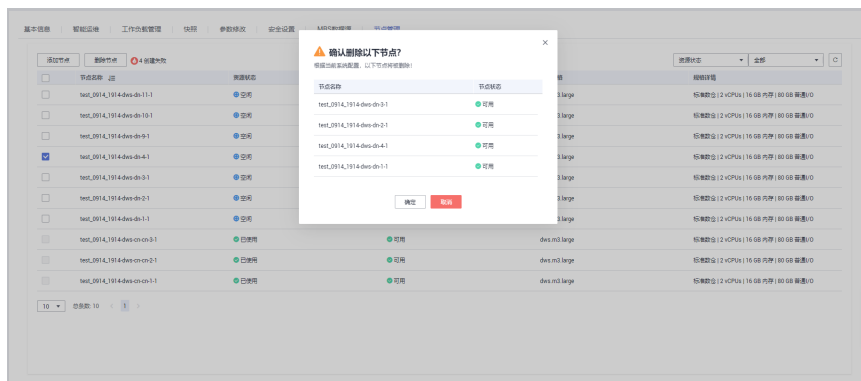 基本信息 智能运维 工作负载管理 快照 参数修改 安全设置 MRS数据源 节点管理
添加节点 删除节点 4 创建失败 资源状态 全部
节点名称 资源状态 规格详情
test_0914_1914-dws-dn-11-1 空闲 标准数仓 | 2 vCPUs | 16 GB 内存 | 80 GB 普通I/O
test_0914_1914-dws-dn-10-1 空闲 标准数仓 | 2 vCPUs | 16 GB 内存 | 80 GB 普通I/O
test_0914_1914-dws-dn-9-1 空闲 标准数仓 | 2 vCPUs | 16 GB 内存 | 80 GB 普通I/O
test_0914_1914-dws-dn-4-1 空闲 标准数仓 | 2 vCPUs | 16 GB 内存 | 80 GB 普通I/O
test_0914_1914-dws-dn-3-1 空闲 标准数仓 | 2 vCPUs | 16 GB 内存 | 80 GB 普通I/O
test_0914_1914-dws-dn-2-1 空闲 标准数仓 | 2 vCPUs | 16 GB 内存 | 80 GB 普通I/O
test_0914_1914-dws-dn-1-1 空闲 标准数仓 | 2 vCPUs | 16 GB 内存 | 80 GB 普通I/O
test_0914_1914-dws-cn-cn-3-1 已使用 可用 dws.m3.large 标准数仓 | 2 vCPUs | 16 GB 内存 | 80 GB 普通I/O
test_0914_1914-dws-cn-cn-2-1 已使用 可用 dws.m3.large 标准数仓 | 2 vCPUs | 16 GB 内存 | 80 GB 普通I/O
test_0914_1914-dws-cn-cn-1-1 已使用 可用 dws.m3.large 标准数仓 | 2 vCPUs | 16 GB 内存 | 80 GB 普通I/O
10 总条数: 10 < 1 >
确认删除以下节点?
根据当前系统配置，以下节点将被删除！
节点名称 节点状态
test_0914_1914-dws-dn-3-1 可用
test_0914_1914-dws-dn-2-1 可用
test_0914_1914-dws-dn-4-1 可用
test_0914_1914-dws-dn-1-1 可用
确定 取消